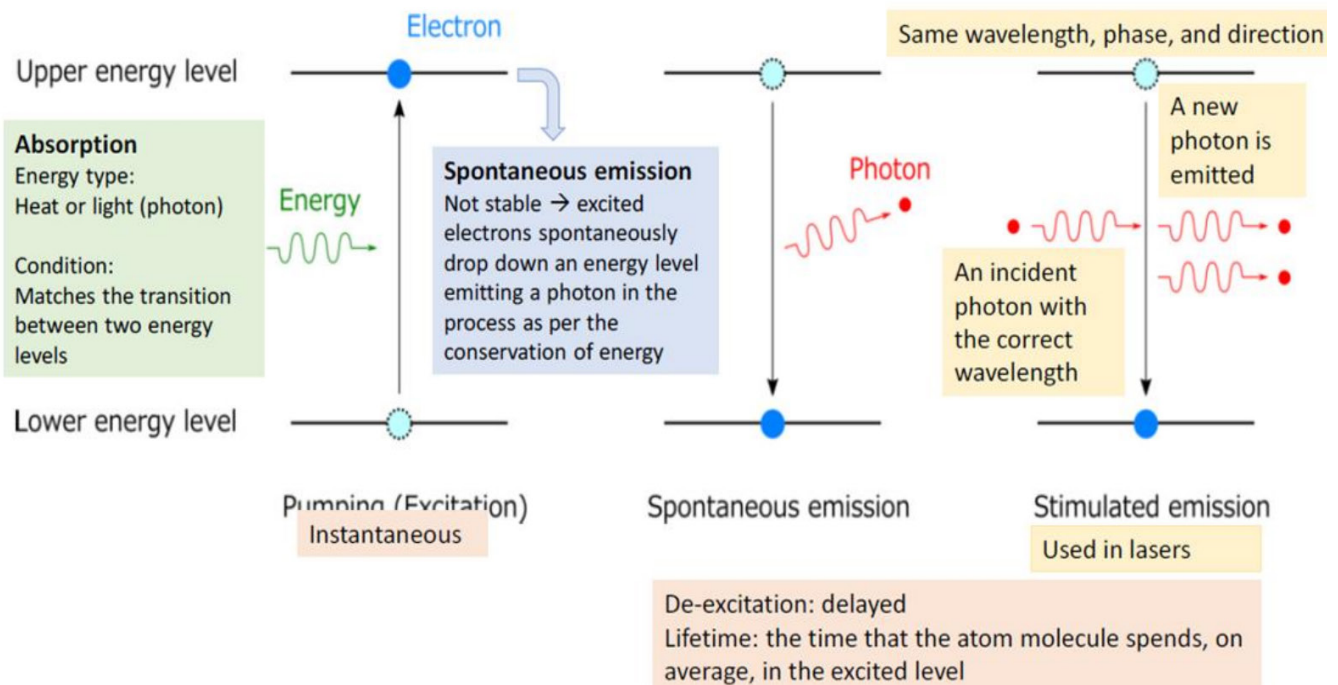 Electron
Same wavelength, phase, and direction
Upper energy level
Absorption
Energy type:
Heat or light (photon)
Condition:
Matches the transition
between two energy
levels
Energy
Spontaneous emission
Not stable → excited
electrons spontaneously
drop down an energy level
emitting a photon in the
process as per the
conservation of energy
Photon
A new
photon is
emitted
An incident
photon with
the correct
wavelength
Lower energy level
Pumping (Excitation)
Instantaneous
Spontaneous emission
Stimulated emission
Used in lasers
De-excitation: delayed
Lifetime: the time that the atom molecule spends, on
average, in the excited level